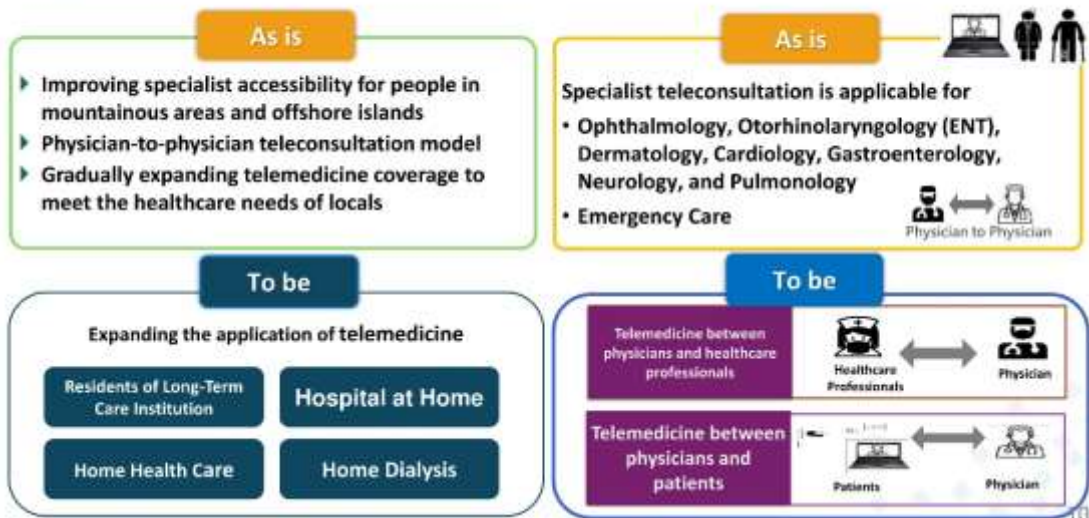 As is
Improving specialist accessibility for people in
mountainous areas and offshore islands
Physician-to-physician teleconsultation model
Gradually expanding telemedicine coverage to
meet the healthcare needs of locals
As is
Specialist teleconsultation is applicable for
• Ophthalmology, Otorhinolaryngology (ENT),
Dermatology, Cardiology, Gastroenterology,
Neurology, and Pulmonology
• Emergency Care
Physician to Physician
To be
Expanding the application of telemedicine
Residents of Long-Term
Care Institution
Hospital at Home
Home Health Care
Home Dialysis
To be
Telemedicine between
physicians and healthcare
professionals
Healthcare
Professionals
Physician
Telemedicine between
physicians and
patients
Patients
Physician